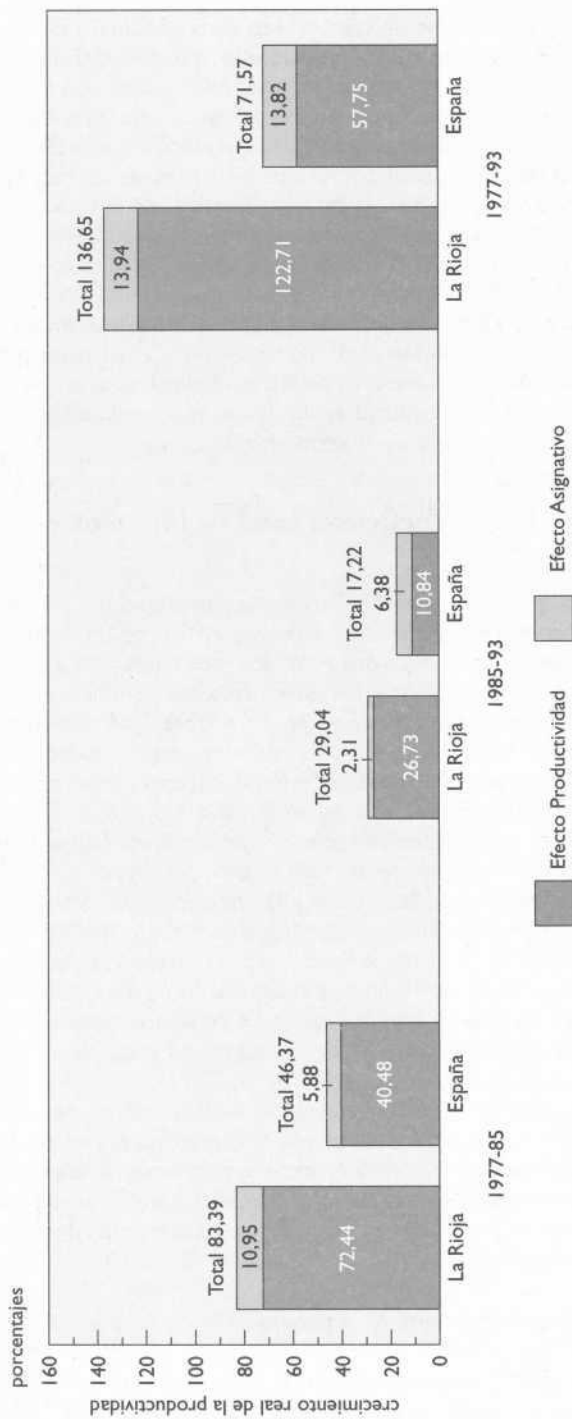 porcentajes
crecimiento real de la productividad
160
140
120
100
80
60
40
20
0
Total 83,39
10,95
72,44
La Rioja
Total 46,37
5,88
40,48
España
1977-85
Total 29,04
2,31
26,73
La Rioja
Total 17,22
6,38
10,84
España
1985-93
Total 136,65
13,94
122,71
La Rioja
Total 71,57
13,82
57,75
España
1977-93
Efecto Productividad
Efecto Asignativo